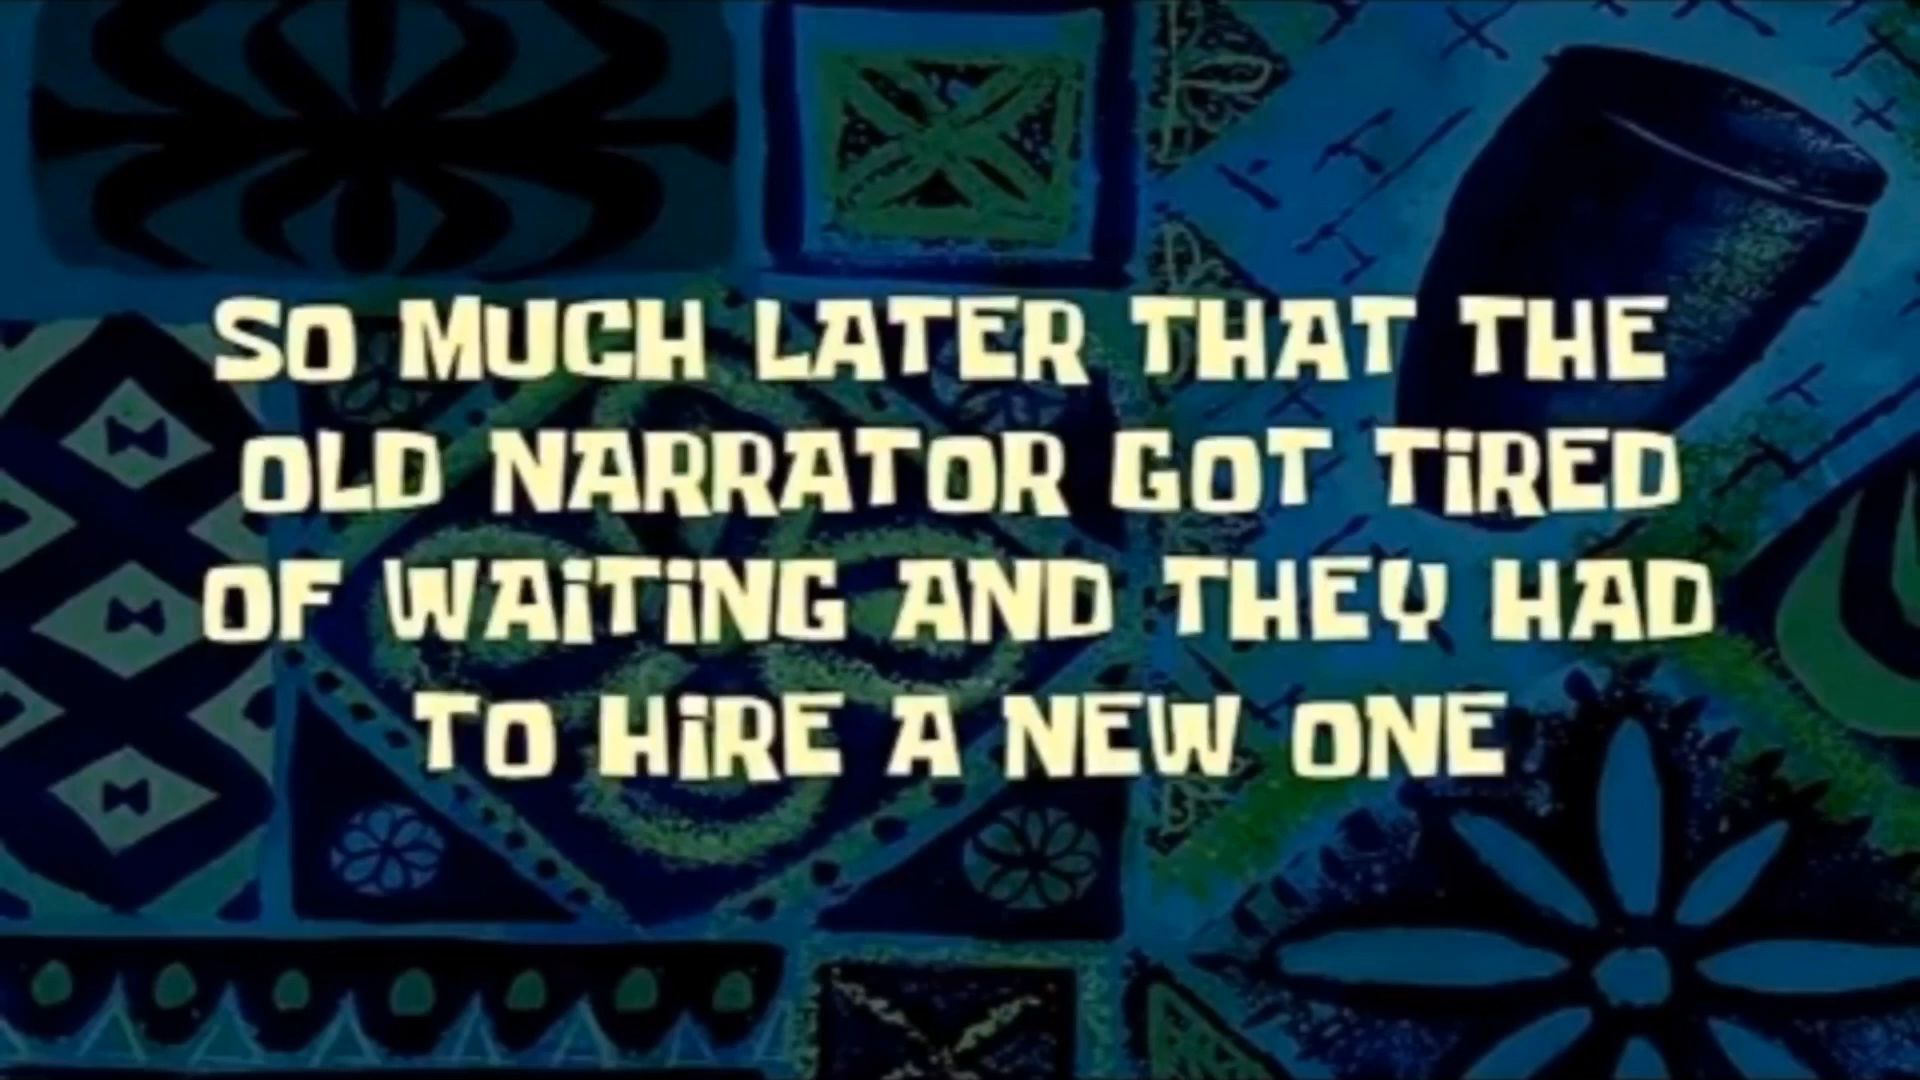 SO MUCH LATER THAT THE
OLD NARRATOR GOT TiRED
OF WAiTiNG AND THEY HAD
TO HiRE A NEW ONE